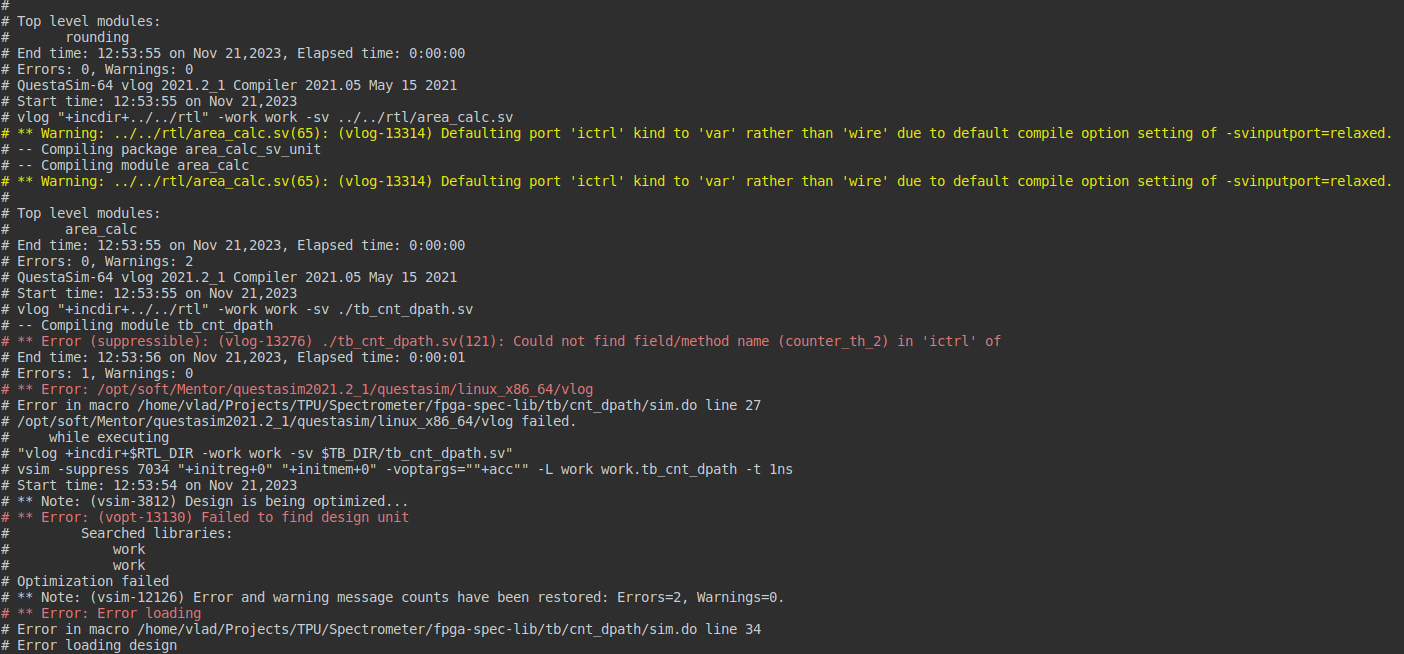 #
# Top level modules:
#       rounding
# End time: 12:53:55 on Nov 21,2023, Elapsed time: 0:00:00
# Errors: 0, Warnings: 0
# QuestaSim-64 vlog 2021.2_1 Compiler 2021.05 May 15 2021
# Start time: 12:53:55 on Nov 21,2023
# vlog "+incdir+../../rtl" -work work -sv ../../rtl/area_calc.sv
# ** Warning: ../../rtl/area_calc.sv(65): (vlog-13314) Defaulting port 'ictrl' kind to 'var' rather than 'wire' due to default compile option setting of -svinputport=relaxed.
# -- Compiling package area_calc_sv_unit
# -- Compiling module area_calc
# ** Warning: ../../rtl/area_calc.sv(65): (vlog-13314) Defaulting port 'ictrl' kind to 'var' rather than 'wire' due to default compile option setting of -svinputport=relaxed.
#
# Top level modules:
#       area_calc
# End time: 12:53:55 on Nov 21,2023, Elapsed time: 0:00:00
# Errors: 0, Warnings: 2
# QuestaSim-64 vlog 2021.2_1 Compiler 2021.05 May 15 2021
# Start time: 12:53:55 on Nov 21,2023
# vlog "+incdir+../../rtl" -work work -sv ./tb_cnt_dpath.sv
# -- Compiling module tb_cnt_dpath
# ** Error (suppressible): (vlog-13276) ./tb_cnt_dpath.sv(121): Could not find field/method name (counter_th_2) in 'ictrl' of
# End time: 12:53:56 on Nov 21,2023, Elapsed time: 0:00:01
# Errors: 1, Warnings: 0
# ** Error: /opt/soft/Mentor/questasim2021.2_1/questasim/linux_x86_64/vlog
# Error in macro /home/vlad/Projects/TPU/Spectrometer/fpga-spec-lib/tb/cnt_dpath/sim.do line 27
# /opt/soft/Mentor/questasim2021.2_1/questasim/linux_x86_64/vlog failed.
#     while executing
# "vlog +incdir+$RTL_DIR -work work -sv $TB_DIR/tb_cnt_dpath.sv"
# vsim -suppress 7034 "+initreg+0" "+initmem+0" -voptargs=""+acc"" -L work work.tb_cnt_dpath -t 1ns
# Start time: 12:53:54 on Nov 21,2023
# ** Note: (vsim-3812) Design is being optimized...
# ** Error: (vopt-13130) Failed to find design unit
#         Searched libraries:
#             work
#             work
# Optimization failed
# ** Note: (vsim-12126) Error and warning message counts have been restored: Errors=2, Warnings=0.
# ** Error: Error loading
# Error in macro /home/vlad/Projects/TPU/Spectrometer/fpga-spec-lib/tb/cnt_dpath/sim.do line 34
# Error loading design